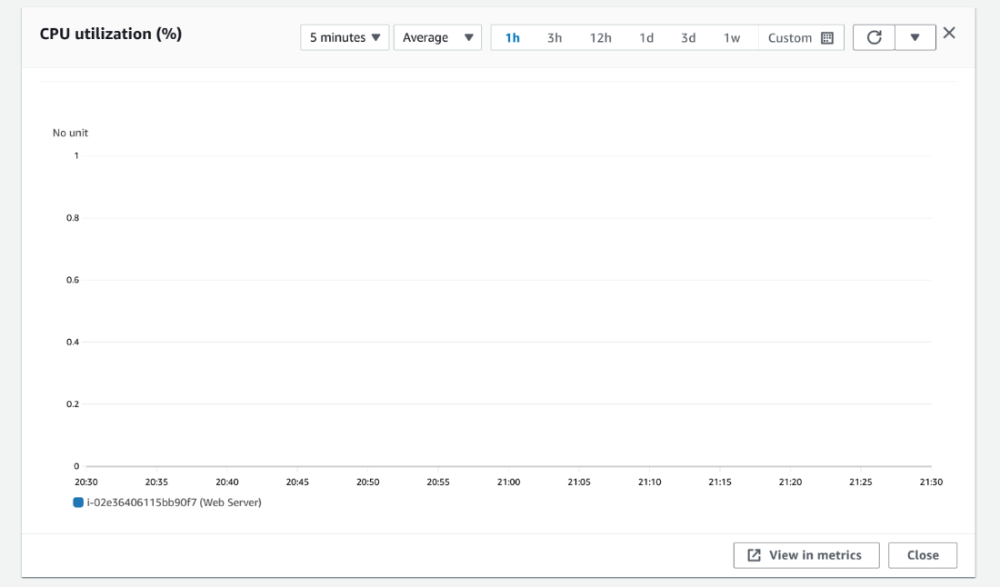 CPU utilization (%)
5 minutes Average 1h 3h 12h 1d 3d 1w Custom
No unit
1
0.8
0.6
0.4
0.2
0
20:30 20:35 20:40 20:45 20:50 20:55 21:00 21:05 21:10 21:15 21:20 21:25 21:30
i-02e36406115bb90f7 (Web Server)
View in metrics Close